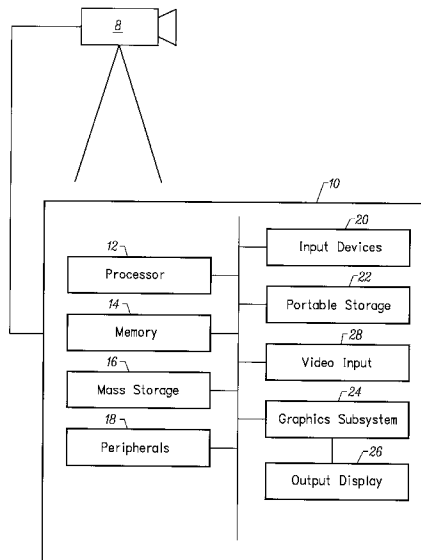 8
10
12
Processor
14
Memory
16
Mass Storage
18
Peripherals
20
Input Devices
22
Portable Storage
28
Video Input
24
Graphics Subsystem
26
Output Display